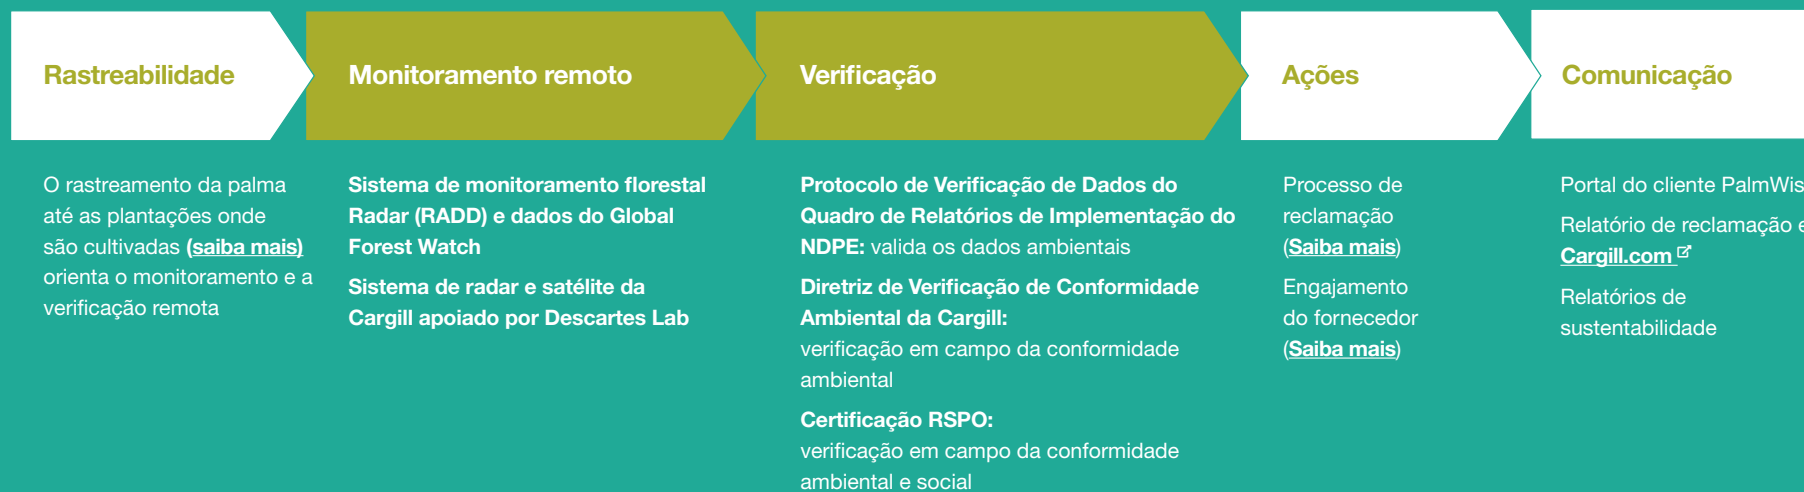 Rastreabilidade
Monitoramento remoto
Verificação
Ações
Comunicação
O rastreamento da palma
até as plantações onde
são cultivadas (saiba mais)
orienta o monitoramento e a
verificação remota
Sistema de monitoramento florestal
Radar (RADD) e dados do Global
Forest Watch
Sistema de radar e satélite da
Cargill apoiado por Descartes Lab
Protocolo de Verificação de Dados do
Quadro de Relatórios de Implementação do
NDPE: valida os dados ambientais
Diretriz de Verificação de Conformidade
Ambiental da Cargill:
verificação em campo da conformidade
ambiental
Certificação RSPO:
verificação em campo da conformidade
ambiental e social
Processo de
reclamação
(Saiba mais)
Engajamento
do fornecedor
(Saiba mais)
Portal do cliente PalmWis
Relatório de reclamação e
Cargill.com
Relatórios de
sustentabilidade